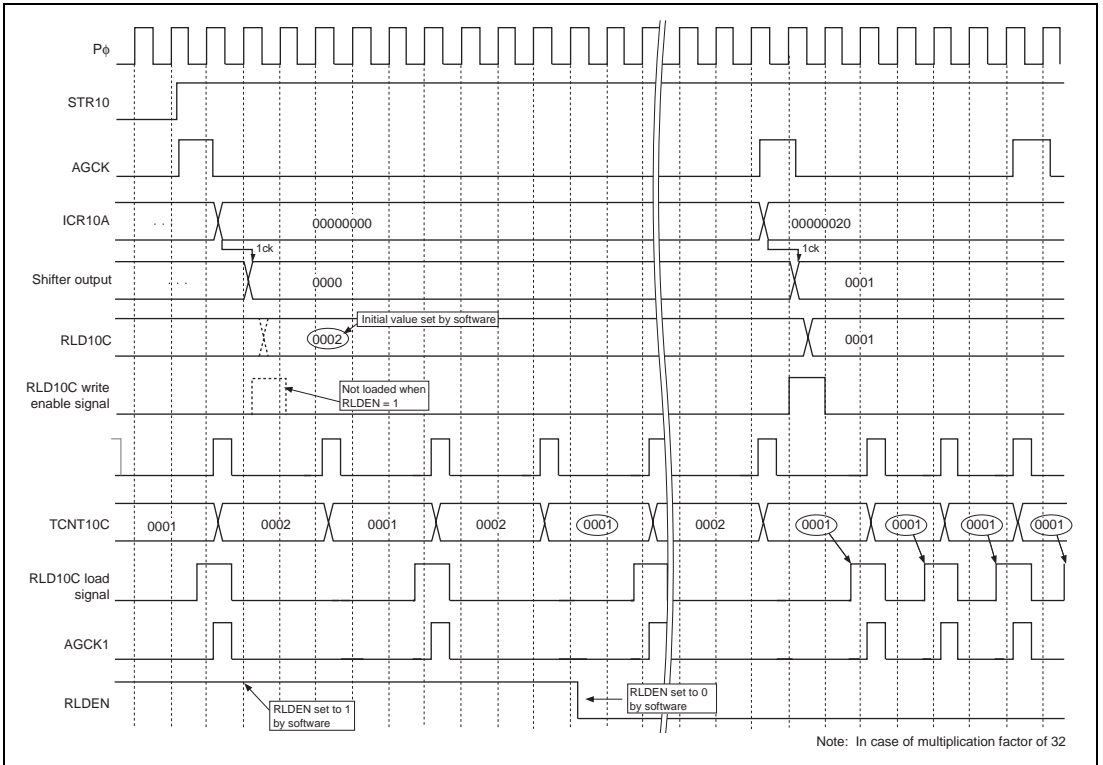 Pϕ
STR10
AGCK
ICR10A
. .
00000000
00000020
1ck
1ck
Shifter output
. . .
0000
0001
Initial value set by software
RLD10C
0002
0001
RLD10C write
enable signal
Not loaded when
RLDEN = 1
TCNT10C
0001
0002
0001
0002
0001
0002
0001
0001
0001
0001
RLD10C load
signal
AGCK1
RLDEN
RLDEN set to 1
by software
RLDEN set to 0
by software
Note: In case of multiplication factor of 32